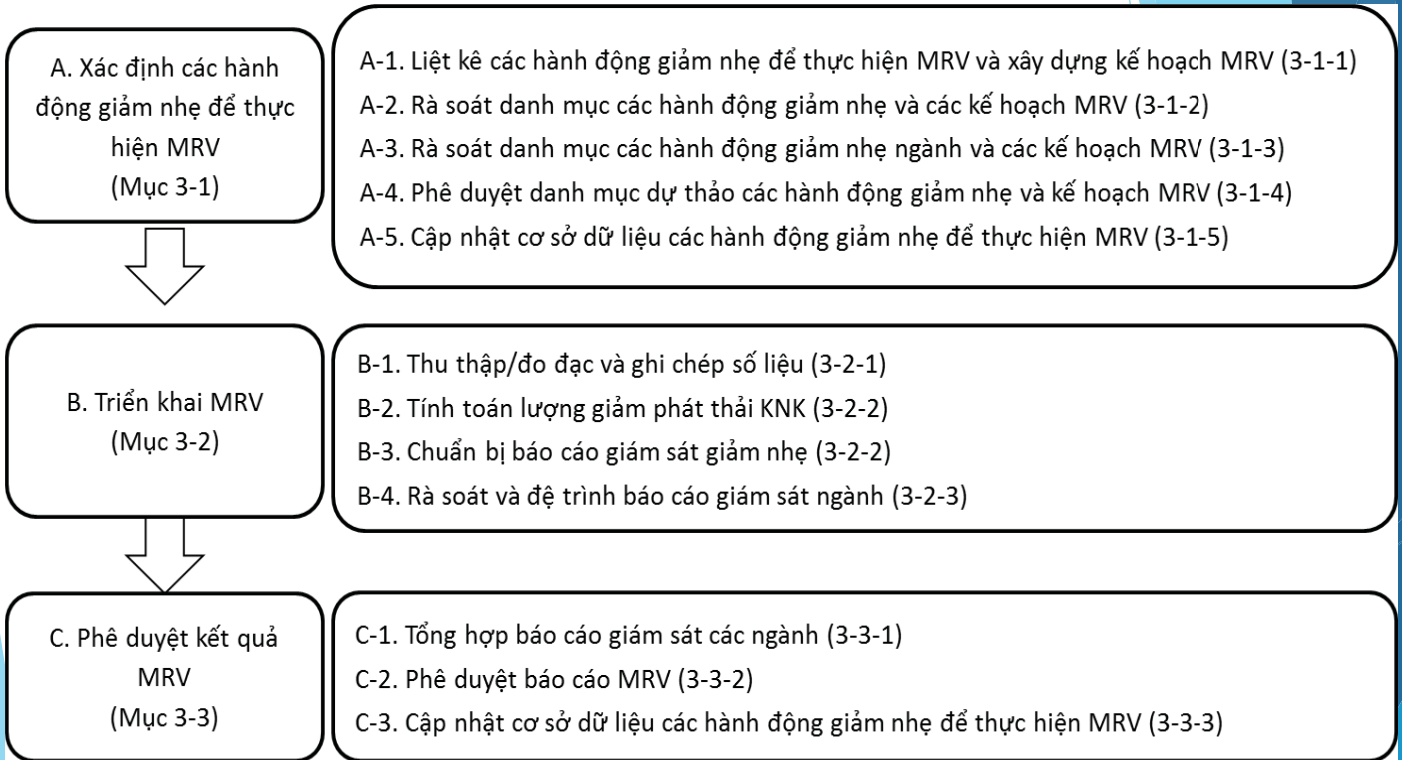 A. Xác định các hành
động giảm nhẹ để thực
hiện MRV
(Mục 3-1)
A-1. Liệt kê các hành động giảm nhẹ để thực hiện MRV và xây dựng kế hoạch MRV (3-1-1)
A-2. Rà soát danh mục các hành động giảm nhẹ và các kế hoạch MRV (3-1-2)
A-3. Rà soát danh mục các hành động giảm nhẹ ngành và các kế hoạch MRV (3-1-3)
A-4. Phê duyệt danh mục dự thảo các hành động giảm nhẹ và kế hoạch MRV (3-1-4)
A-5. Cập nhật cơ sở dữ liệu các hành động giảm nhẹ để thực hiện MRV (3-1-5)
B. Triển khai MRV
(Mục 3-2)
B-1. Thu thập/đo đạc và ghi chép số liệu (3-2-1)
B-2. Tính toán lượng giảm phát thải KNK (3-2-2)
B-3. Chuẩn bị báo cáo giám sát giảm nhẹ (3-2-2)
B-4. Rà soát và đệ trình báo cáo giám sát ngành (3-2-3)
C. Phê duyệt kết quả
MRV
(Mục 3-3)
C-1. Tổng hợp báo cáo giám sát các ngành (3-3-1)
C-2. Phê duyệt báo cáo MRV (3-3-2)
C-3. Cập nhật cơ sở dữ liệu các hành động giảm nhẹ để thực hiện MRV (3-3-3)